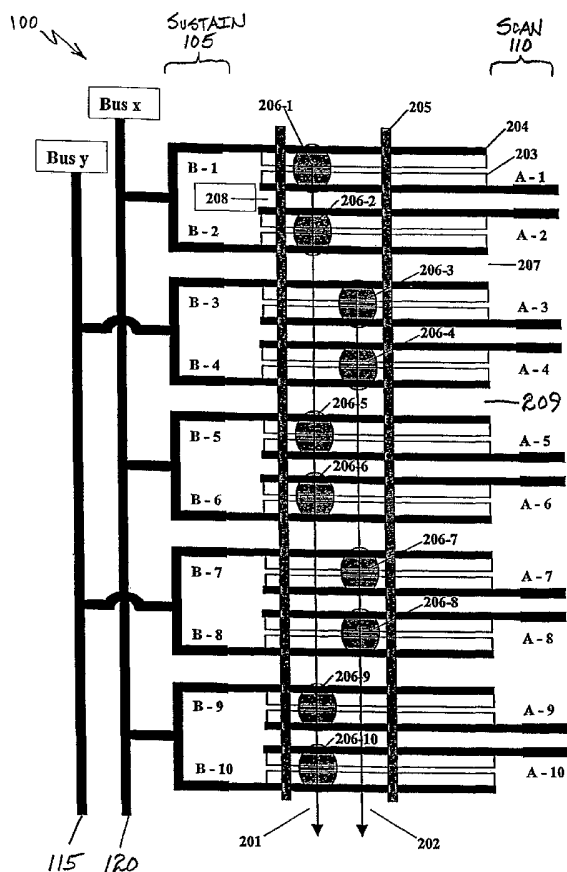 100
SUSTAIN
105
SCAN
110
Bus x
Bus y
206-1
205
204
203
B - 1
A - 1
208
206-2
B - 2
A - 2
207
206-3
B - 3
A - 3
206-4
B - 4
A - 4
209
206-5
B - 5
A - 5
206-6
B - 6
A - 6
206-7
B - 7
A - 7
206-8
B - 8
A - 8
206-9
B - 9
A - 9
206-10
B - 10
A - 10
201
202
115
120